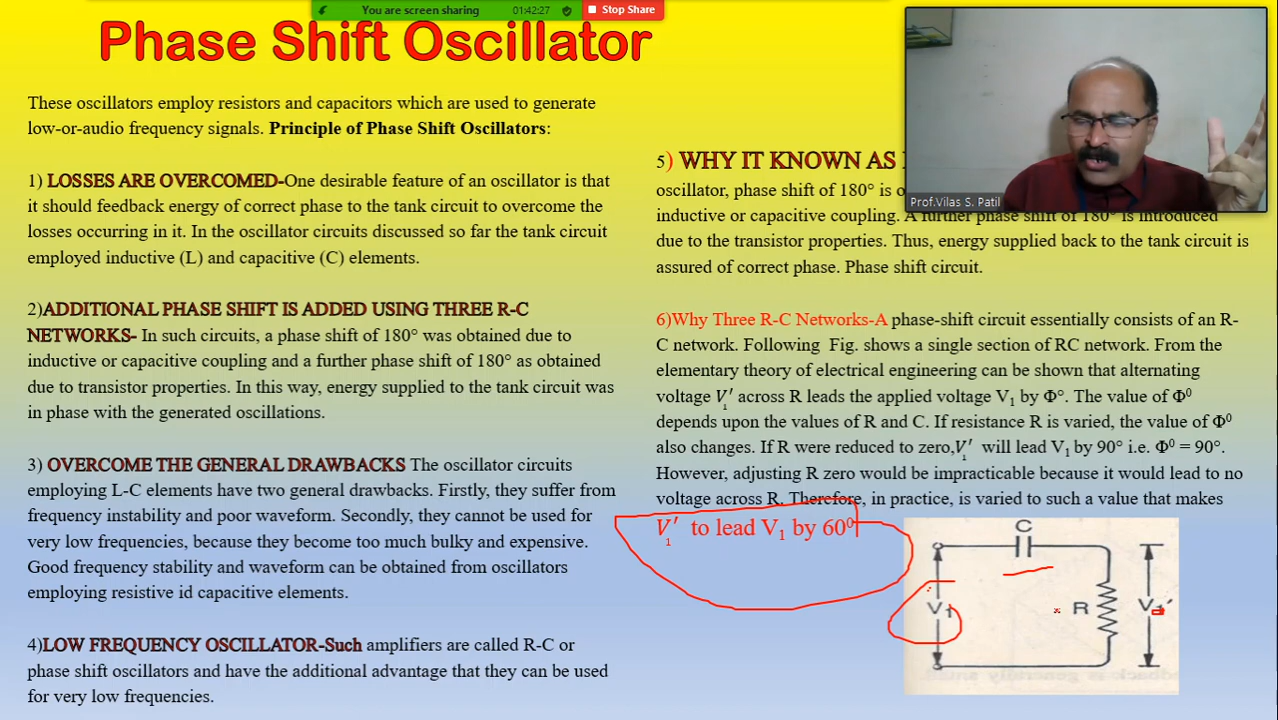 You are screen sharing 01:42:27 Stop Share
Phase Shift Oscillator
These oscillators employ resistors and capacitors which are used to generate
low-or-audio frequency signals. Principle of Phase Shift Oscillators:
1) LOSSES ARE OVERCOMED-One desirable feature of an oscillator is that
it should feedback energy of correct phase to the tank circuit to overcome the
losses occurring in it. In the oscillator circuits discussed so far the tank circuit
employed inductive (L) and capacitive (C) elements.
2)ADDITIONAL PHASE SHIFT IS ADDED USING THREE R-C
NETWORKS- In such circuits, a phase shift of 180° was obtained due to
inductive or capacitive coupling and a further phase shift of 180° as obtained
due to transistor properties. In this way, energy supplied to the tank circuit was
in phase with the generated oscillations.
3) OVERCOME THE GENERAL DRAWBACKS The oscillator circuits
employing L-C elements have two general drawbacks. Firstly, they suffer from
frequency instability and poor waveform. Secondly, they cannot be used for
very low frequencies, because they become too much bulky and expensive.
Good frequency stability and waveform can be obtained from oscillators
employing resistive id capacitive elements.
4)LOW FREQUENCY OSCILLATOR-Such amplifiers are called R-C or
phase shift oscillators and have the additional advantage that they can be used
for very low frequencies.
5) WHY IT KNOWN AS
oscillator, phase shift of 180° is
inductive or capacitive coupling. A further phase shift of 180° is introduced
due to the transistor properties. Thus, energy supplied back to the tank circuit is
assured of correct phase. Phase shift circuit.
6)Why Three R-C Networks-A phase-shift circuit essentially consists of an R-
C network. Following Fig. shows a single section of RC network. From the
elementary theory of electrical engineering can be shown that alternating
voltage V₁′ across R leads the applied voltage V₁ by Φ°. The value of Φ⁰
depends upon the values of R and C. If resistance R is varied, the value of Φ⁰
also changes. If R were reduced to zero,V₁′ will lead V₁ by 90° i.e. Φ⁰ = 90°.
However, adjusting R zero would be impracticable because it would lead to no
voltage across R. Therefore, in practice, is varied to such a value that makes
V₁′ to lead V₁ by 60⁰
Prof.Vilas S. Patil
C
V₁
R